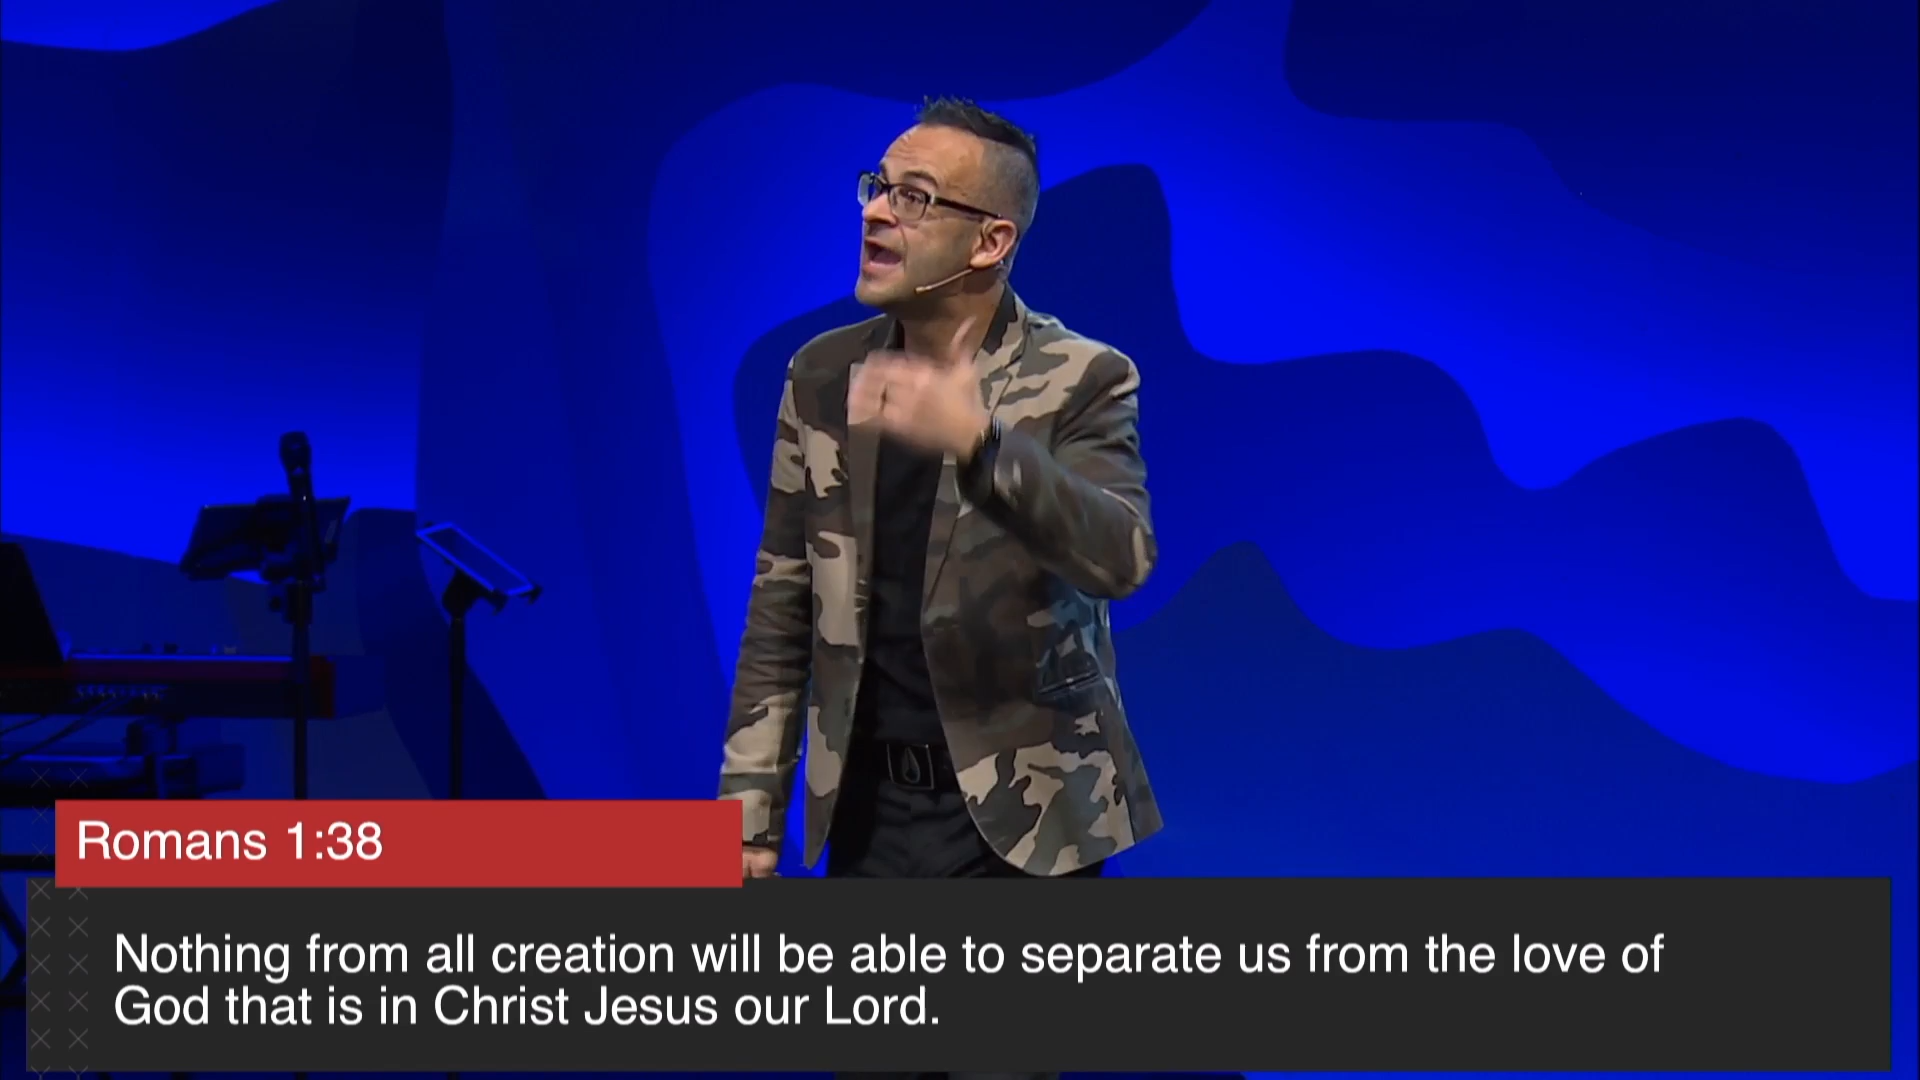 Romans 1:38
Nothing from all creation will be able to separate us from the love of
God that is in Christ Jesus our Lord.